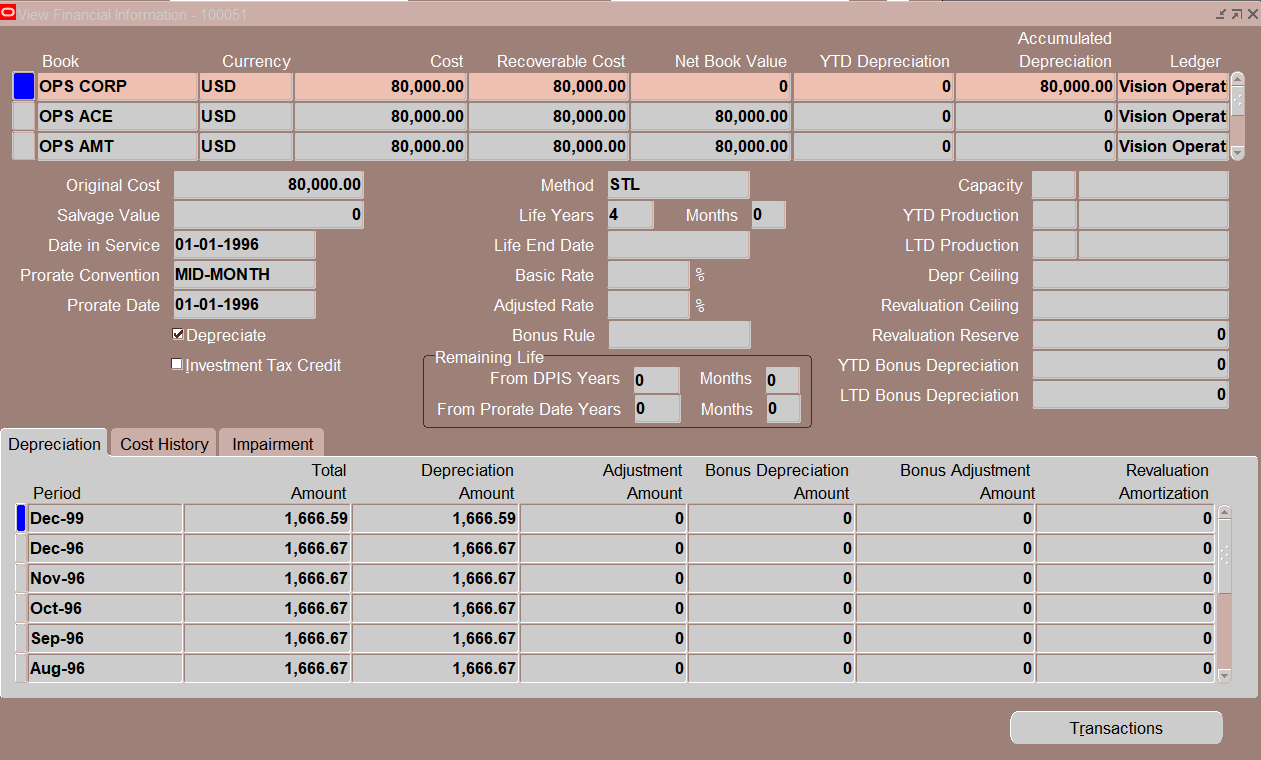 View Financial Information - 100051
Accumulated
Book Currency Cost Recoverable Cost Net Book Value YTD Depreciation Depreciation Ledger
OPS CORP USD 80,000.00 80,000.00 0 0 80,000.00 Vision Operat
OPS ACE USD 80,000.00 80,000.00 80,000.00 0 0 Vision Operat
OPS AMT USD 80,000.00 80,000.00 80,000.00 0 0 Vision Operat
Original Cost 80,000.00 Method STL Capacity
Salvage Value 0 Life Years 4 Months 0 YTD Production
Date in Service 01-01-1996 Life End Date LTD Production
Prorate Convention MID-MONTH Basic Rate % Depr Ceiling
Prorate Date 01-01-1996 Adjusted Rate % Revaluation Ceiling
Depreciate Bonus Rule Revaluation Reserve 0
Remaining Life
Investment Tax Credit YTD Bonus Depreciation 0
From DPIS Years 0 Months 0
LTD Bonus Depreciation 0
From Prorate Date Years 0 Months 0
Depreciation Cost History Impairment
Total Depreciation Adjustment Bonus Depreciation Bonus Adjustment Revaluation
Period Amount Amount Amount Amount Amount Amortization
Dec-99 1,666.59 1,666.59 0 0 0 0
Dec-96 1,666.67 1,666.67 0 0 0 0
Nov-96 1,666.67 1,666.67 0 0 0 0
Oct-96 1,666.67 1,666.67 0 0 0 0
Sep-96 1,666.67 1,666.67 0 0 0 0
Aug-96 1,666.67 1,666.67 0 0 0 0
Transactions